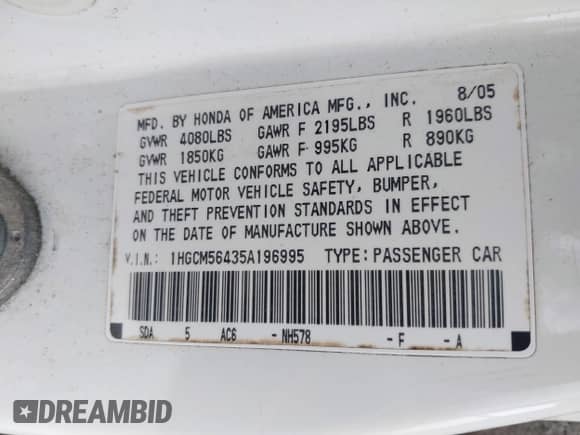 MFD. BY HONDA OF AMERICA MFG., INC. 8/05
GVWR 4080LBS GAWR F 2195LBS R 1960LBS
GVWR 1850KG GAWR F 995KG R 890KG
THIS VEHICLE CONFORMS TO ALL APPLICABLE
FEDERAL MOTOR VEHICLE SAFETY, BUMPER,
AND THEFT PREVENTION STANDARDS IN EFFECT
ON THE DATE OF MANUFACTURE SHOWN ABOVE.
V.I.N.: 1HGCM56435A196995 TYPE: PASSENGER CAR
SDA 5 AC6 - NH578 - F - A
DREAMBID